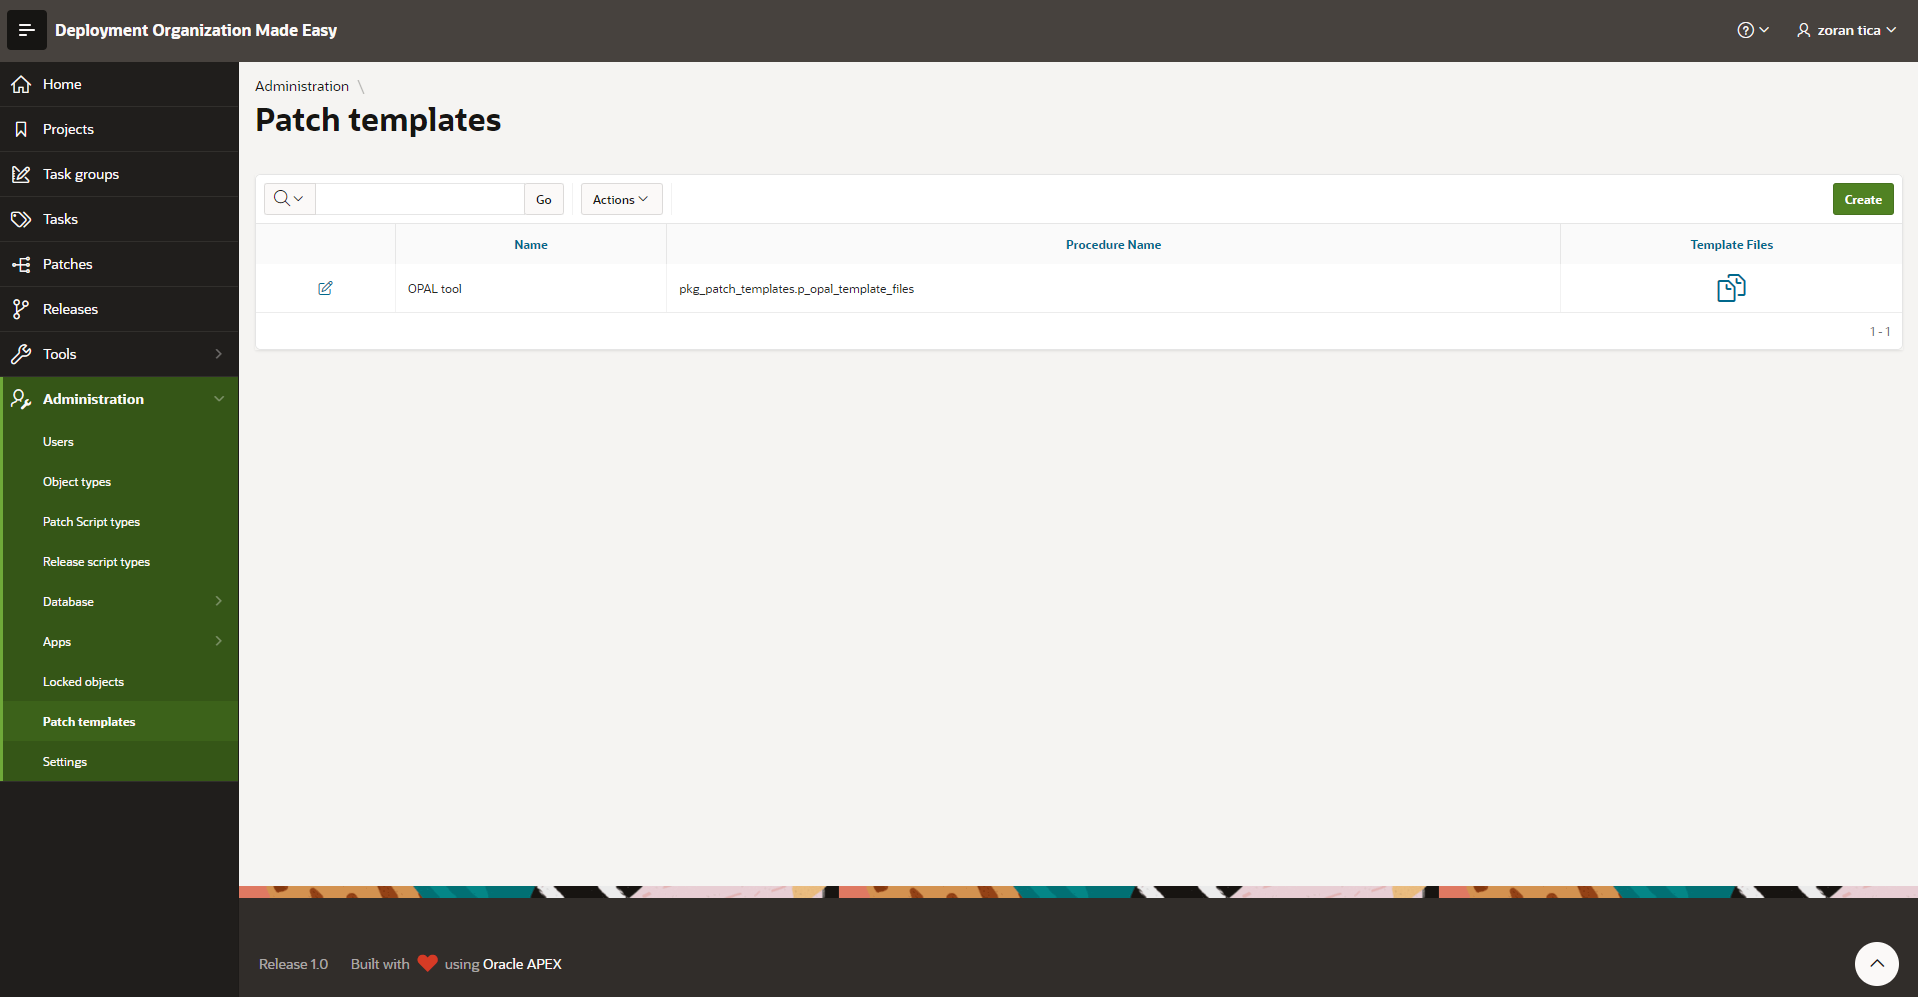 Deployment Organization Made Easy
zoran tica
Home
Projects
Task groups
Tasks
Patches
Releases
Tools
Administration
Users
Object types
Patch Script types
Release script types
Database
Apps
Locked objects
Patch templates
Settings
Administration \
Patch templates
Go
Actions
Create
Name
Procedure Name
Template Files
OPAL tool
pkg_patch_templates.p_opal_template_files
1 - 1
Release 1.0
Built with ❤ using Oracle APEX